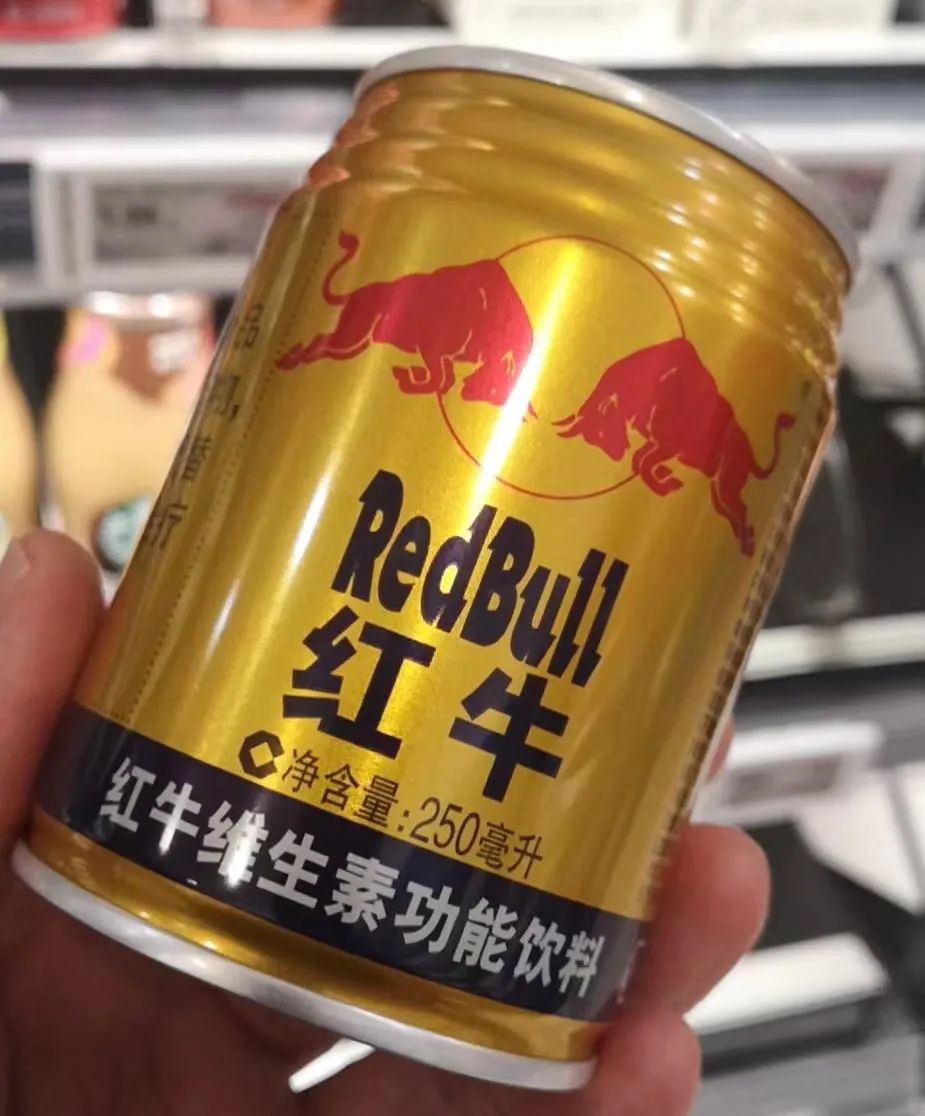 RedBull
红牛
净含量:250毫升
红牛维生素功能饮料